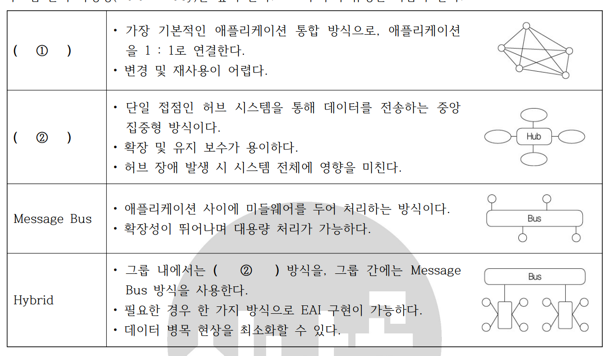 ( ① )
• 가장 기본적인 애플리케이션 통합 방식으로, 애플리케이션
을 1 : 1로 연결한다.
• 변경 및 재사용이 어렵다.
( ② )
• 단일 접점인 허브 시스템을 통해 데이터를 전송하는 중앙
집중형 방식이다.
• 확장 및 유지 보수가 용이하다.
• 허브 장애 발생 시 시스템 전체에 영향을 미친다.
Hub
Message Bus
• 애플리케이션 사이에 미들웨어를 두어 처리하는 방식이다.
• 확장성이 뛰어나며 대용량 처리가 가능하다.
Bus
Hybrid
• 그룹 내에서는 ( ② ) 방식을, 그룹 간에는 Message
Bus 방식을 사용한다.
• 필요한 경우 한 가지 방식으로 EAI 구현이 가능하다.
• 데이터 병목 현상을 최소화할 수 있다.
Bus